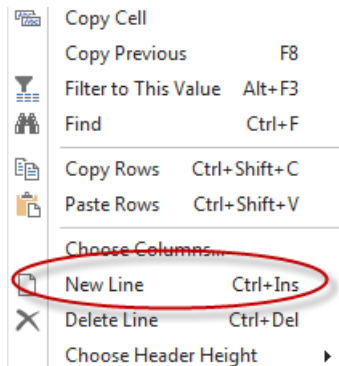 Copy Cell
Copy Previous F8
Filter to This Value Alt+F3
Find Ctrl+F
Copy Rows Ctrl+Shift+C
Paste Rows Ctrl+Shift+V
Choose Columns...
New Line Ctrl+Ins
Delete Line Ctrl+Del
Choose Header Height